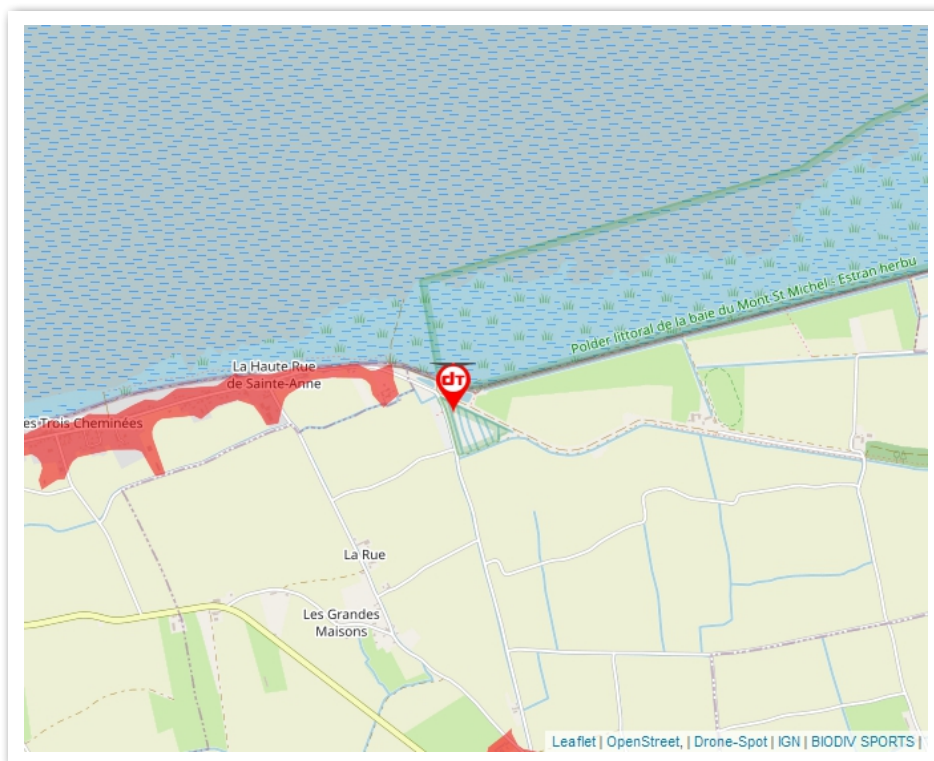 Polder littoral de la baie du Mont St Michel - Estran herbu
La Haute Rue
de Sainte-Anne
es Trois Cheminées
dT
La Rue
Les Grandes
Maisons
Leaflet | OpenStreet, | Drone-Spot | IGN | BIODIV SPORTS |